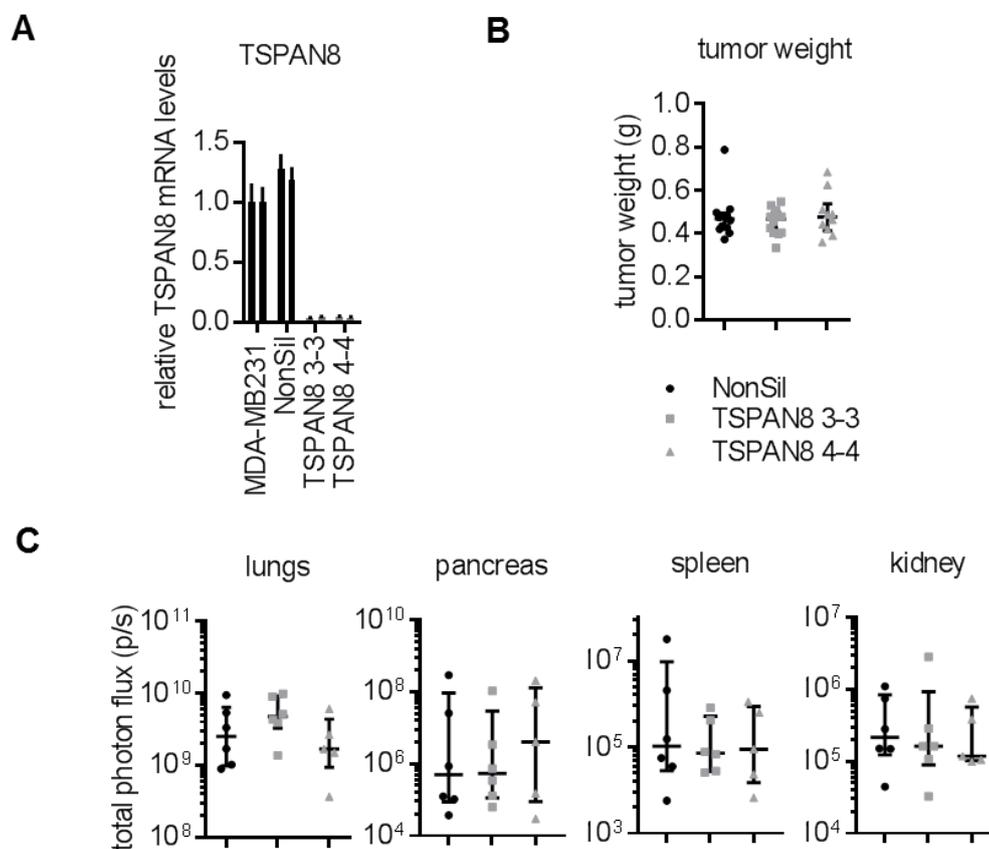 A
TSPAN8
relative TSPAN8 mRNA levels
1.5
1.0
0.5
0.0
MDA-MB231
NonSil
TSPAN8 3-3
TSPAN8 4-4
B
tumor weight
tumor weight (g)
1.0
0.8
0.6
0.4
0.2
0.0
NonSil
TSPAN8 3-3
TSPAN8 4-4
C
lungs
total photon flux (p/s)
10^11
10^10
10^9
10^8
pancreas
10^10
10^8
10^6
10^4
spleen
10^7
10^5
10^3
kidney
10^7
10^6
10^5
10^4